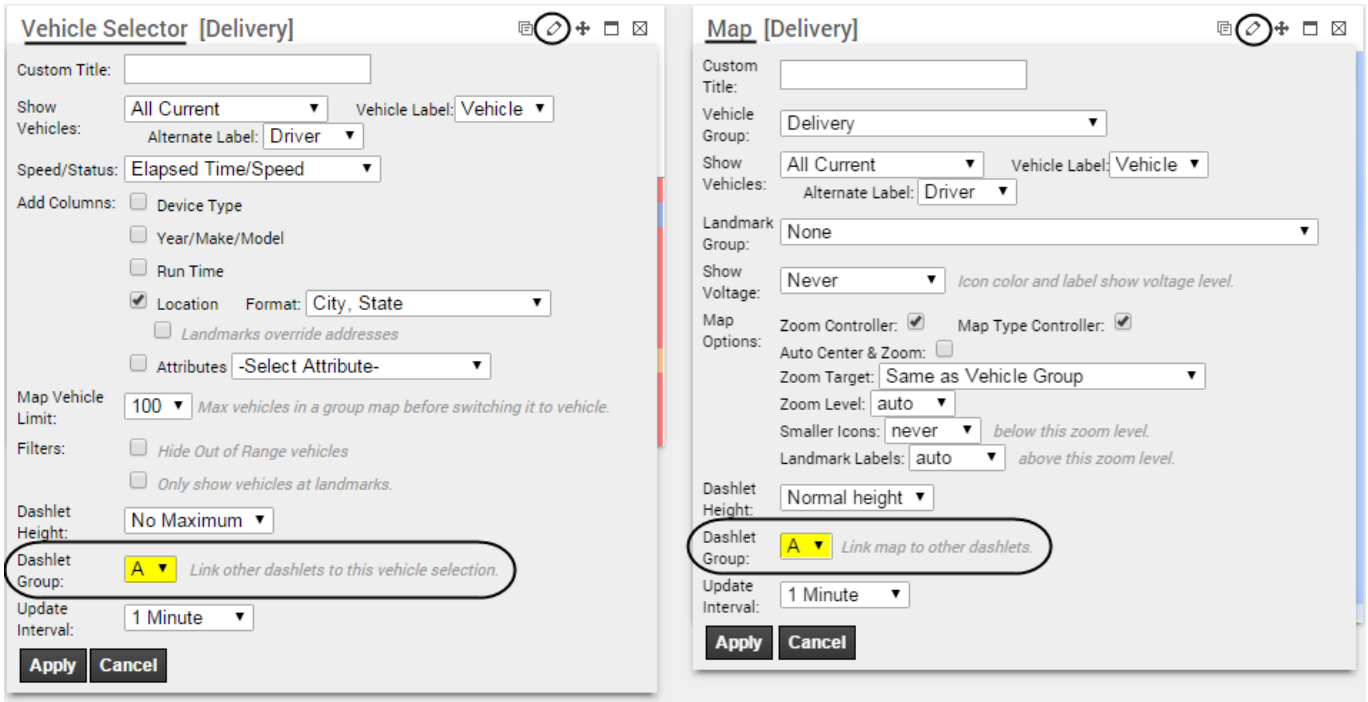 Vehicle Selector [Delivery]
Custom Title:
Show Vehicles: All Current Vehicle Label: Vehicle
Alternate Label: Driver
Speed/Status: Elapsed Time/Speed
Add Columns: Device Type
Year/Make/Model
Run Time
Location Format: City, State
Landmarks override addresses
Attributes -Select Attribute-
Map Vehicle Limit: 100 Max vehicles in a group map before switching it to vehicle.
Filters: Hide Out of Range vehicles
Only show vehicles at landmarks.
Dashlet Height: No Maximum
Dashlet Group: A Link other dashlets to this vehicle selection.
Update Interval: 1 Minute
Apply Cancel
Map [Delivery]
Custom Title:
Vehicle Group: Delivery
Show Vehicles: All Current Vehicle Label: Vehicle
Alternate Label: Driver
Landmark Group: None
Show Voltage: Never Icon color and label show voltage level.
Map Options: Zoom Controller: Map Type Controller:
Auto Center & Zoom:
Zoom Target: Same as Vehicle Group
Zoom Level: auto
Smaller Icons: never below this zoom level.
Landmark Labels: auto above this zoom level.
Dashlet Height: Normal height
Dashlet Group: A Link map to other dashlets.
Update Interval: 1 Minute
Apply Cancel